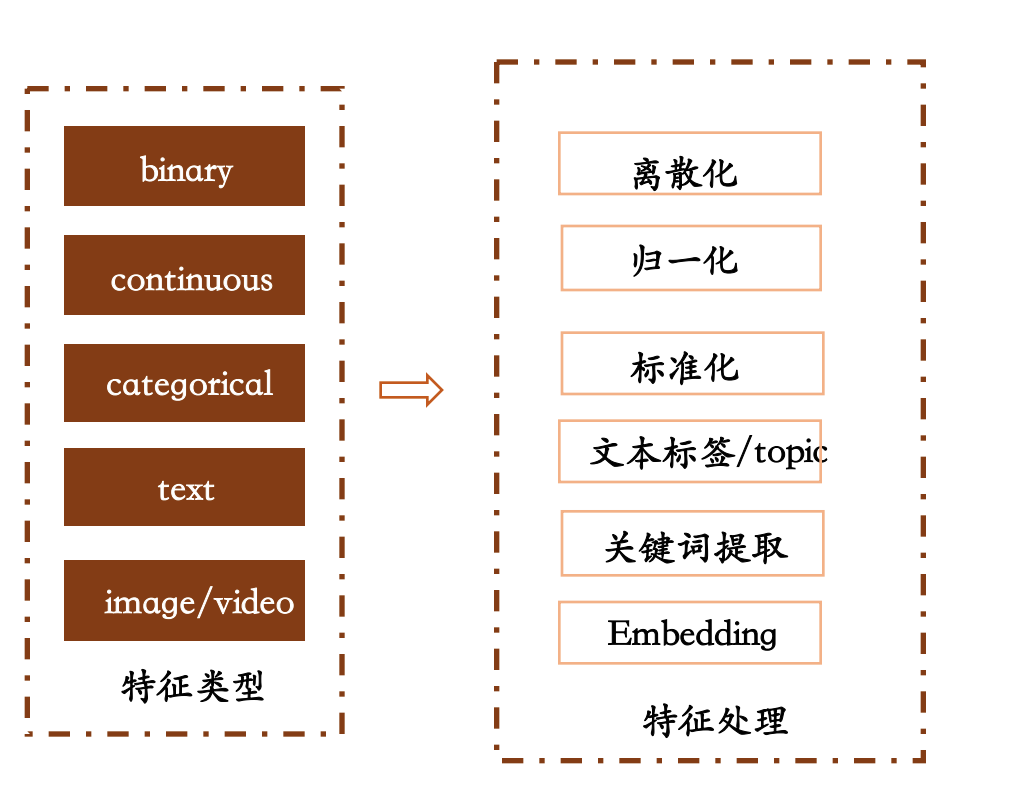 binary
continuous
categorical
text
image/video
特征类型
离散化
归一化
标准化
文本标签/topic
关键词提取
Embedding
特征处理